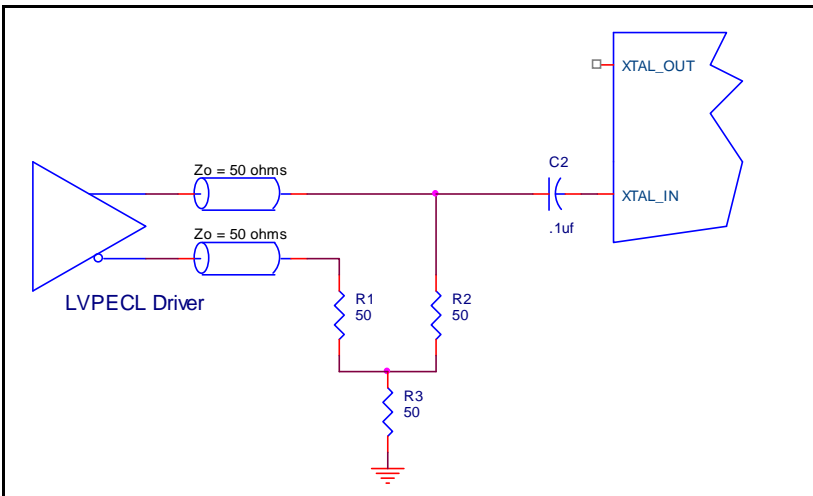 XTAL_OUT
Zo = 50 ohms
C2
XTAL_IN
.1uf
Zo = 50 ohms
LVPECL Driver
R1
50
R2
50
R3
50